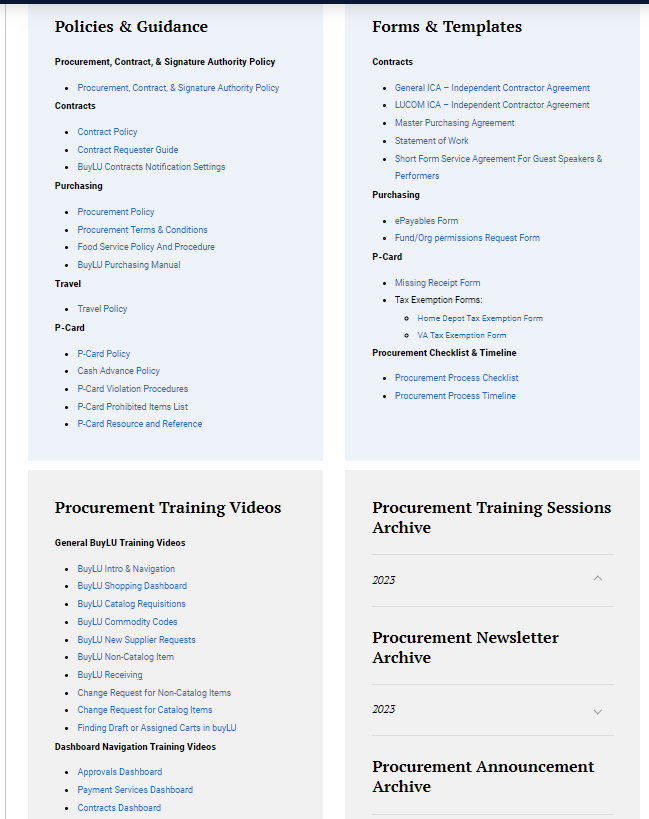 Policies & Guidance
Procurement, Contract, & Signature Authority Policy
Procurement, Contract, & Signature Authority Policy
Contracts
Contract Policy
Contract Requester Guide
BuyLU Contracts Notification Settings
Purchasing
Procurement Policy
Procurement Terms & Conditions
Food Service Policy And Procedure
BuyLU Purchasing Manual
Travel
Travel Policy
P-Card
P-Card Policy
Cash Advance Policy
P-Card Violation Procedures
P-Card Prohibited Items List
P-Card Resource and Reference
Forms & Templates
Contracts
General ICA – Independent Contractor Agreement
LUCOM ICA – Independent Contractor Agreement
Master Purchasing Agreement
Statement of Work
Short Form Service Agreement For Guest Speakers &
Performers
Purchasing
ePayables Form
Fund/Org permissions Request Form
P-Card
Missing Receipt Form
Tax Exemption Forms:
Home Depot Tax Exemption Form
VA Tax Exemption Form
Procurement Checklist & Timeline
Procurement Process Checklist
Procurement Process Timeline
Procurement Training Videos
General BuyLU Training Videos
BuyLU Intro & Navigation
BuyLU Shopping Dashboard
BuyLU Catalog Requisitions
BuyLU Commodity Codes
BuyLU New Supplier Requests
BuyLU Non-Catalog Item
BuyLU Receiving
Change Request for Non-Catalog Items
Change Request for Catalog Items
Finding Draft or Assigned Carts in buyLU
Dashboard Navigation Training Videos
Approvals Dashboard
Payment Services Dashboard
Contracts Dashboard
Procurement Training Sessions
Archive
2023
Procurement Newsletter
Archive
2023
Procurement Announcement
Archive